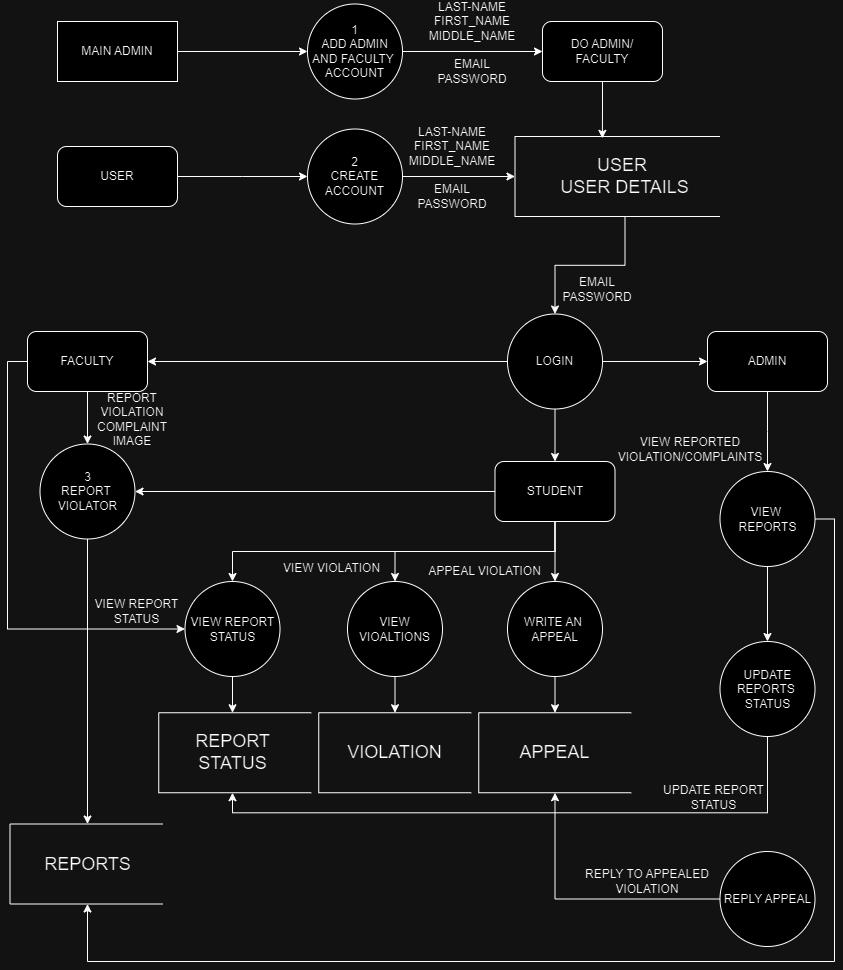 MAIN ADMIN
1
ADD ADMIN
AND FACULTY
ACCOUNT
LAST-NAME
FIRST_NAME
MIDDLE_NAME
EMAIL
PASSWORD
DO ADMIN/
FACULTY
USER
2
CREATE
ACCOUNT
LAST-NAME
FIRST_NAME
MIDDLE_NAME
EMAIL
PASSWORD
USER
USER DETAILS
EMAIL
PASSWORD
FACULTY
LOGIN
ADMIN
REPORT
VIOLATION
COMPLAINT
IMAGE
VIEW REPORTED
VIOLATION/COMPLAINTS
3
REPORT
VIOLATOR
STUDENT
VIEW
REPORTS
VIEW VIOLATION
APPEAL VIOLATION
VIEW REPORT
STATUS
VIEW REPORT
STATUS
VIEW
VIOALTIONS
WRITE AN
APPEAL
UPDATE
REPORTS
STATUS
REPORT
STATUS
VIOLATION
APPEAL
UPDATE REPORT
STATUS
REPORTS
REPLY TO APPEALED
VIOLATION
REPLY APPEAL